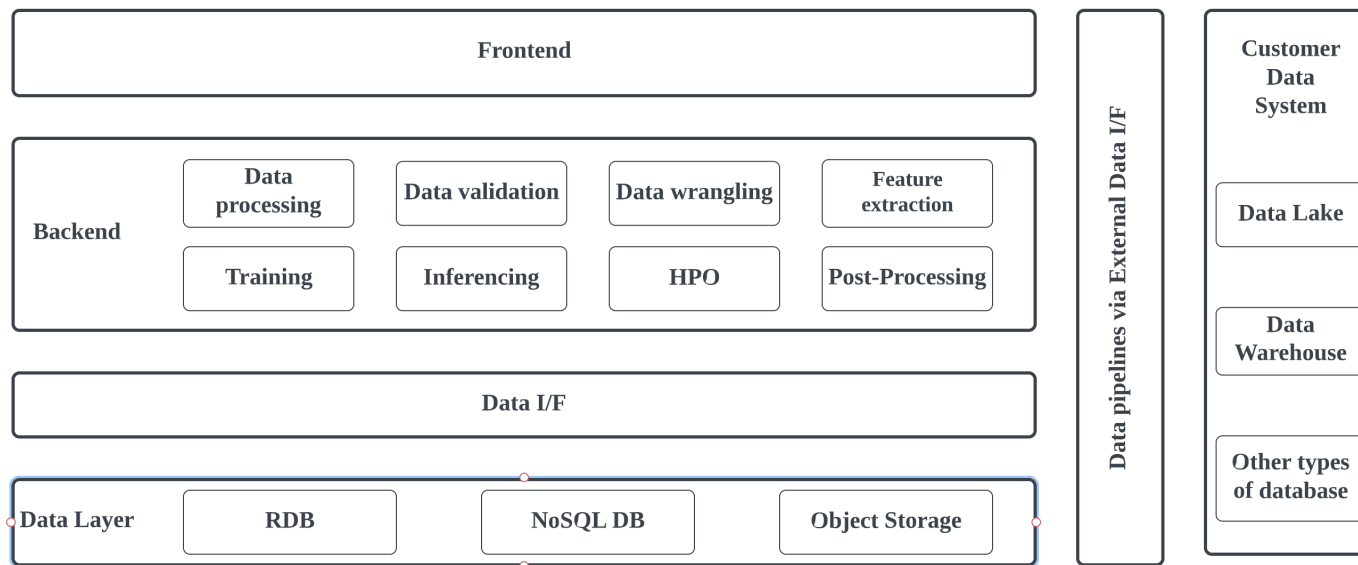 Frontend
Backend
Data
processing
Data validation
Data wrangling
Feature
extraction
Training
Inferencing
HPO
Post-Processing
Data I/F
Data Layer
RDB
NoSQL DB
Object Storage
Data pipelines via External Data I/F
Customer
Data
System
Data Lake
Data
Warehouse
Other types
of database